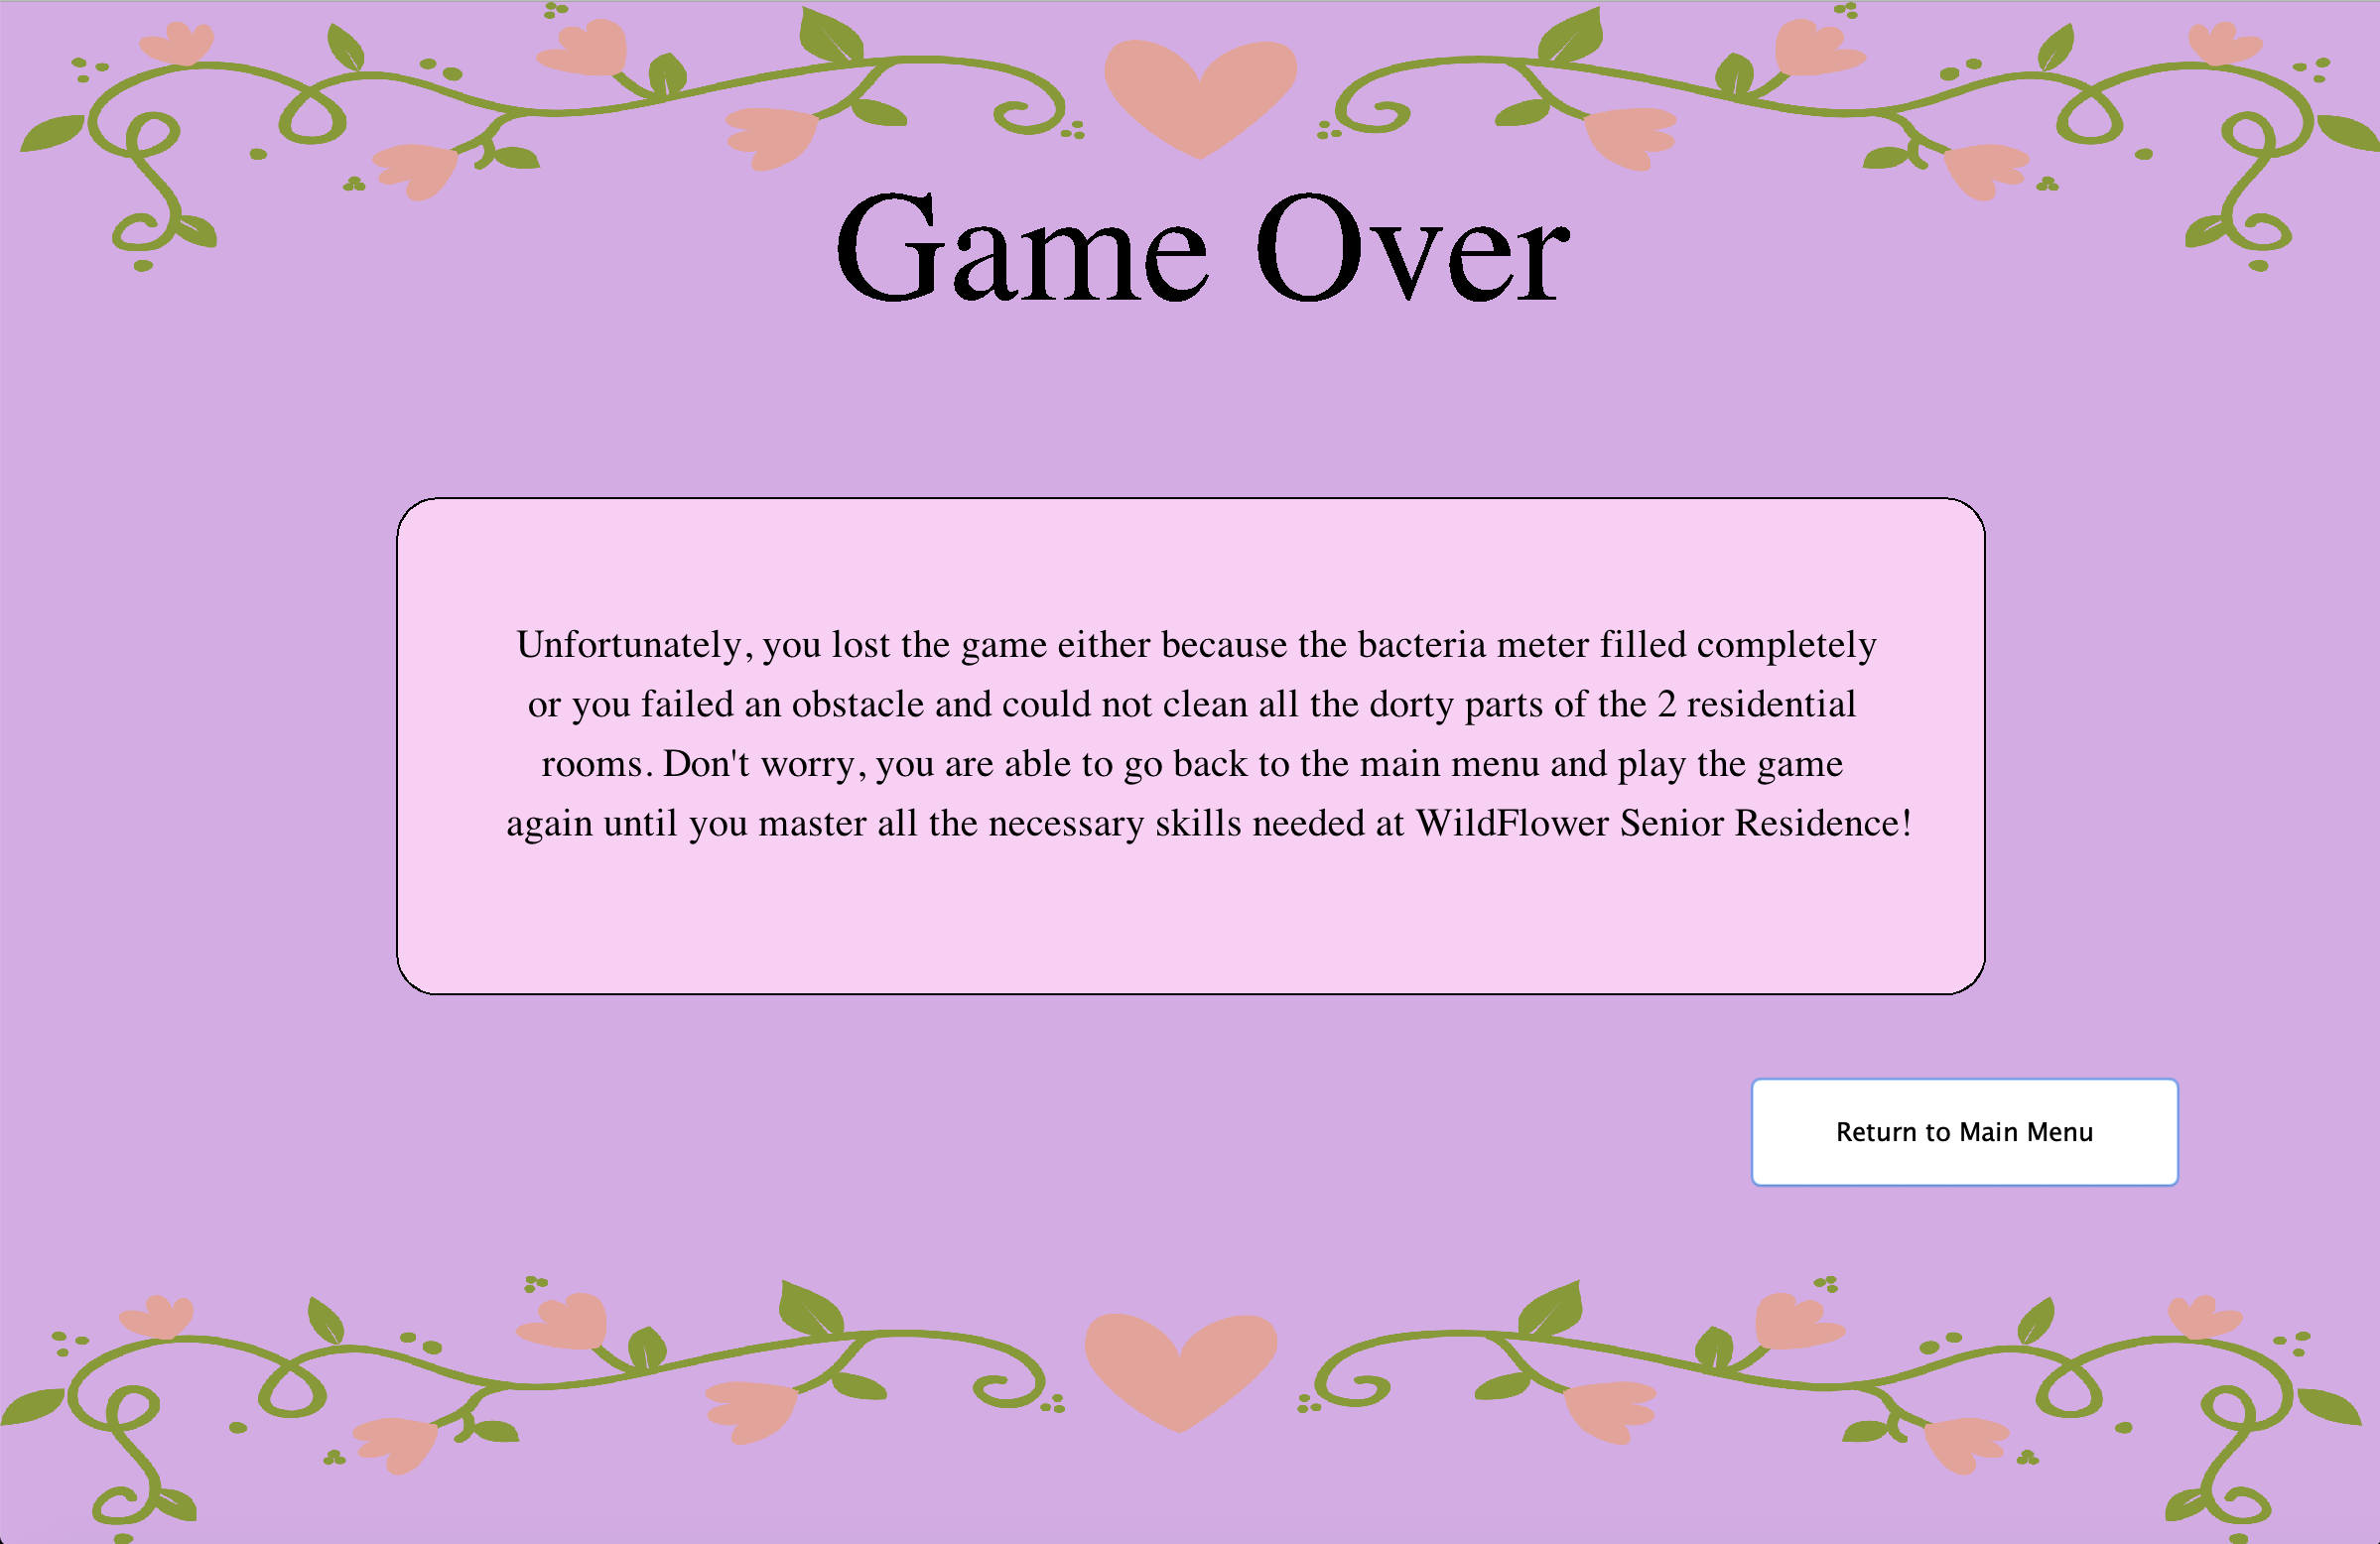 Game Over
Unfortunately, you lost the game either because the bacteria meter filled completely
or you failed an obstacle and could not clean all the dorty parts of the 2 residential
rooms. Don't worry, you are able to go back to the main menu and play the game
again until you master all the necessary skills needed at WildFlower Senior Residence!
Return to Main Menu